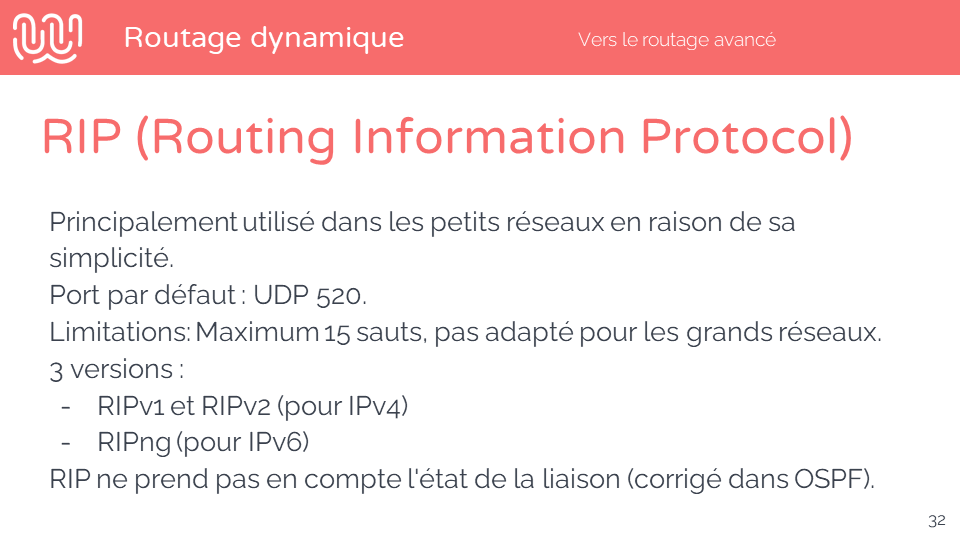 Routage dynamique
Vers le routage avancé
RIP (Routing Information Protocol)
Principalement utilisé dans les petits réseaux en raison de sa
simplicité.
Port par défaut : UDP 520.
Limitations: Maximum 15 sauts, pas adapté pour les grands réseaux.
3 versions :
- RIPv1 et RIPv2 (pour IPv4)
- RIPng (pour IPv6)
RIP ne prend pas en compte l'état de la liaison (corrigé dans OSPF).
32